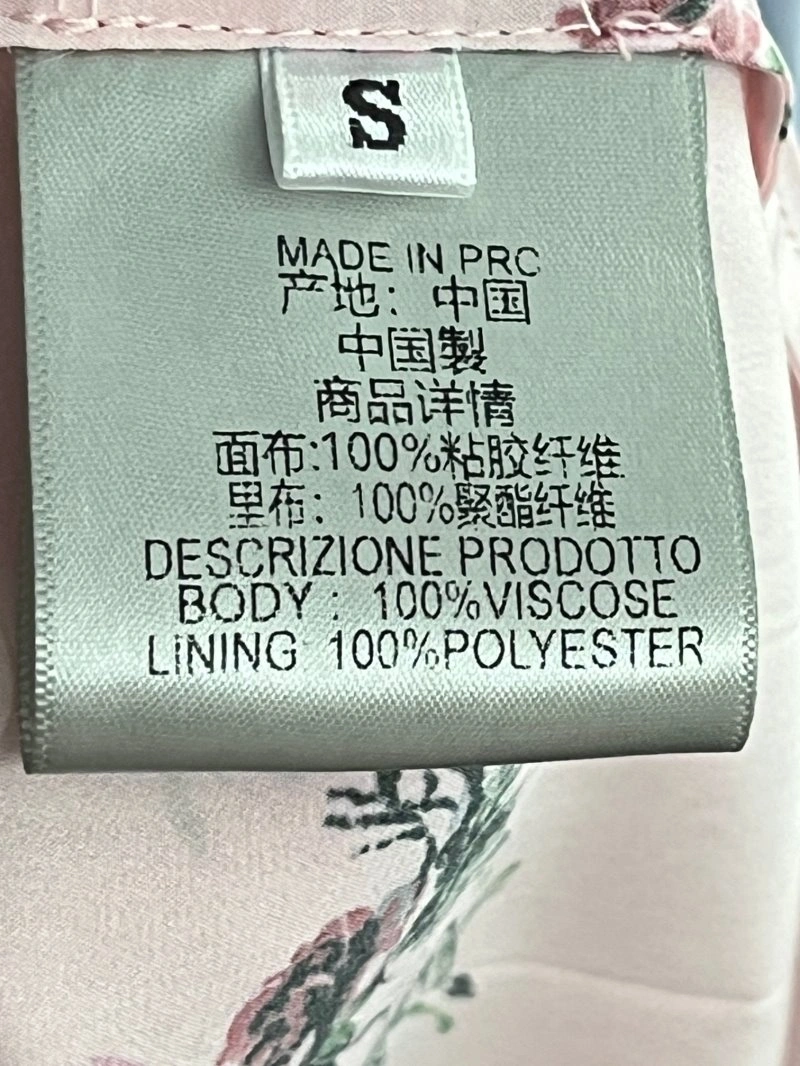 S
MADE IN PRC
产地：中国
中国製
商品详情
面布:100%粘胶纤维
里布：100%聚酯纤维
DESCRIZIONE PRODOTTO
BODY : 100%VISCOSE
LINING 100%POLYESTER